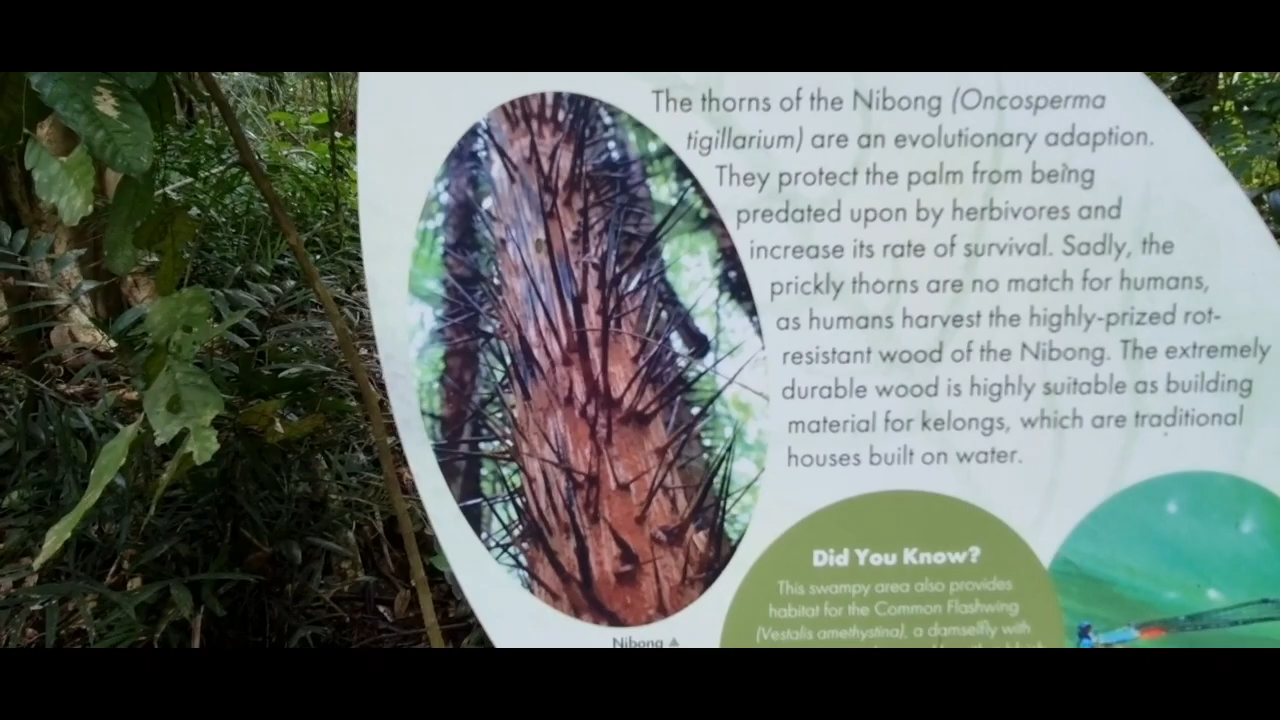 The thorns of the Nibong (Oncosperma
tigillarium) are an evolutionary adaption.
They protect the palm from being
predated upon by herbivores and
increase its rate of survival. Sadly, the
prickly thorns are no match for humans,
as humans harvest the highly-prized rot-
resistant wood of the Nibong. The extremely
durable wood is highly suitable as building
material for kelongs, which are traditional
houses built on water.
Nibong
Did You Know?
This swampy area also provides
habitat for the Common Flashwing
(Vestalis amethystina), a damselfly with